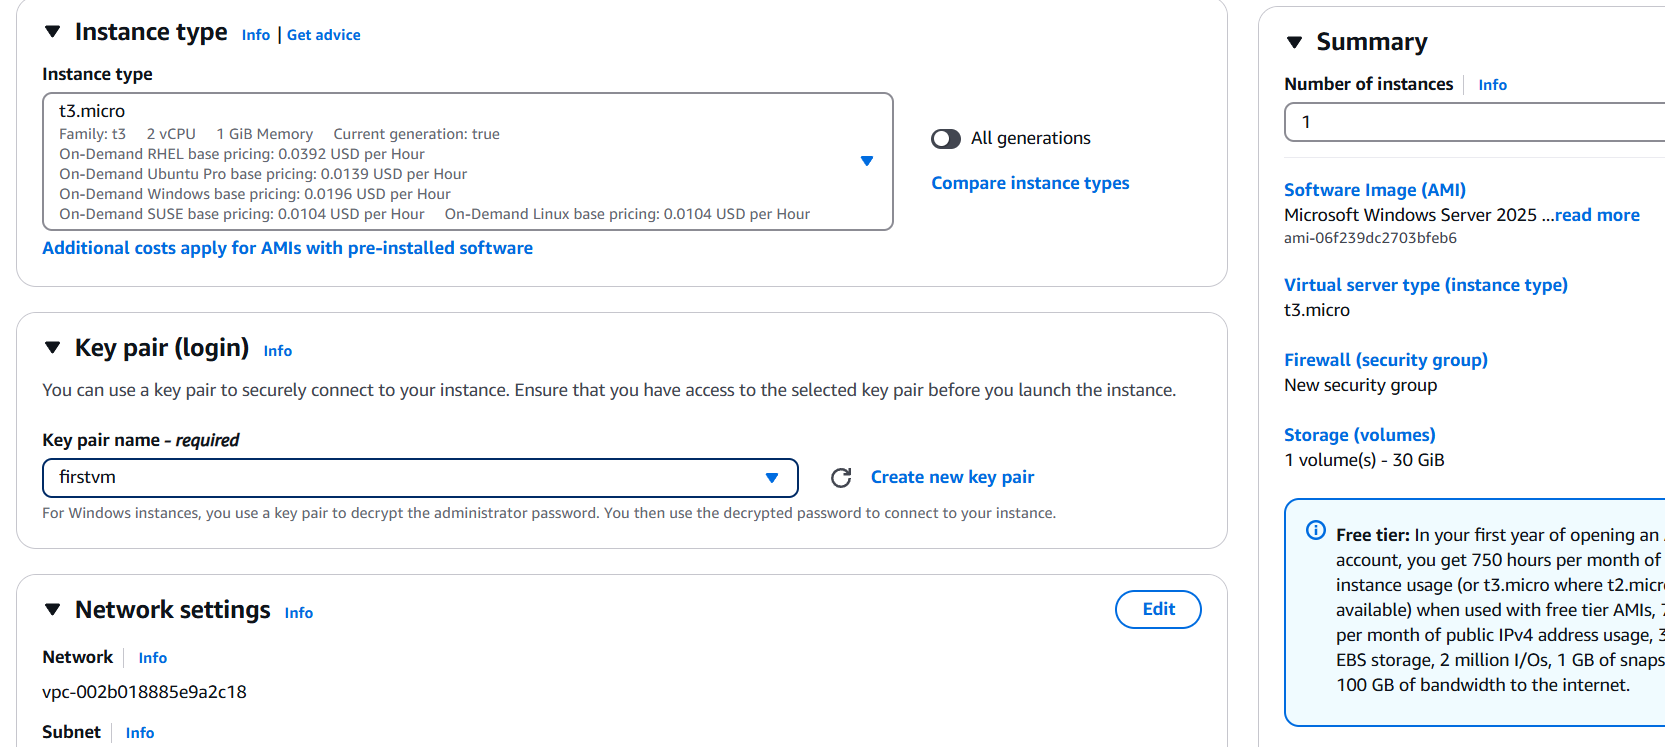 Instance type Info | Get advice
Instance type
t3.micro
Family: t3 2 vCPU 1 GiB Memory Current generation: true
On-Demand RHEL base pricing: 0.0392 USD per Hour
On-Demand Ubuntu Pro base pricing: 0.0139 USD per Hour
On-Demand Windows base pricing: 0.0196 USD per Hour
On-Demand SUSE base pricing: 0.0104 USD per Hour On-Demand Linux base pricing: 0.0104 USD per Hour
All generations
Compare instance types
Additional costs apply for AMIs with pre-installed software
Key pair (login) Info
You can use a key pair to securely connect to your instance. Ensure that you have access to the selected key pair before you launch the instance.
Key pair name - required
firstvm
Create new key pair
For Windows instances, you use a key pair to decrypt the administrator password. You then use the decrypted password to connect to your instance.
Network settings Info
Edit
Network Info
vpc-002b018885e9a2c18
Subnet Info
Summary
Number of instances Info
1
Software Image (AMI)
Microsoft Windows Server 2025 ...read more
ami-06f239dc2703bfeb6
Virtual server type (instance type)
t3.micro
Firewall (security group)
New security group
Storage (volumes)
1 volume(s) - 30 GiB
Free tier: In your first year of opening an
account, you get 750 hours per month of
instance usage (or t3.micro where t2.micr
available) when used with free tier AMIs,
per month of public IPv4 address usage,
EBS storage, 2 million I/Os, 1 GB of snaps
100 GB of bandwidth to the internet.